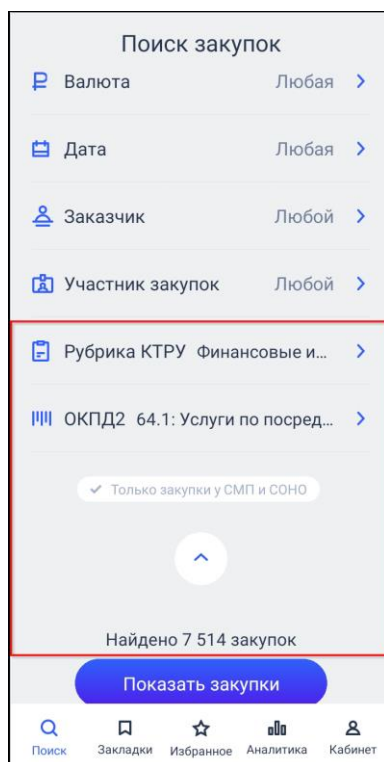 Поиск закупок
Валюта Любая
Дата Любая
Заказчик Любой
Участник закупок Любой
Рубрика КТРУ Финансовые и...
ОКПД2 64.1: Услуги по посред...
Только закупки у СМП и СОНО
Найдено 7 514 закупок
Показать закупки
Поиск Закладки Избранное Аналитика Кабинет